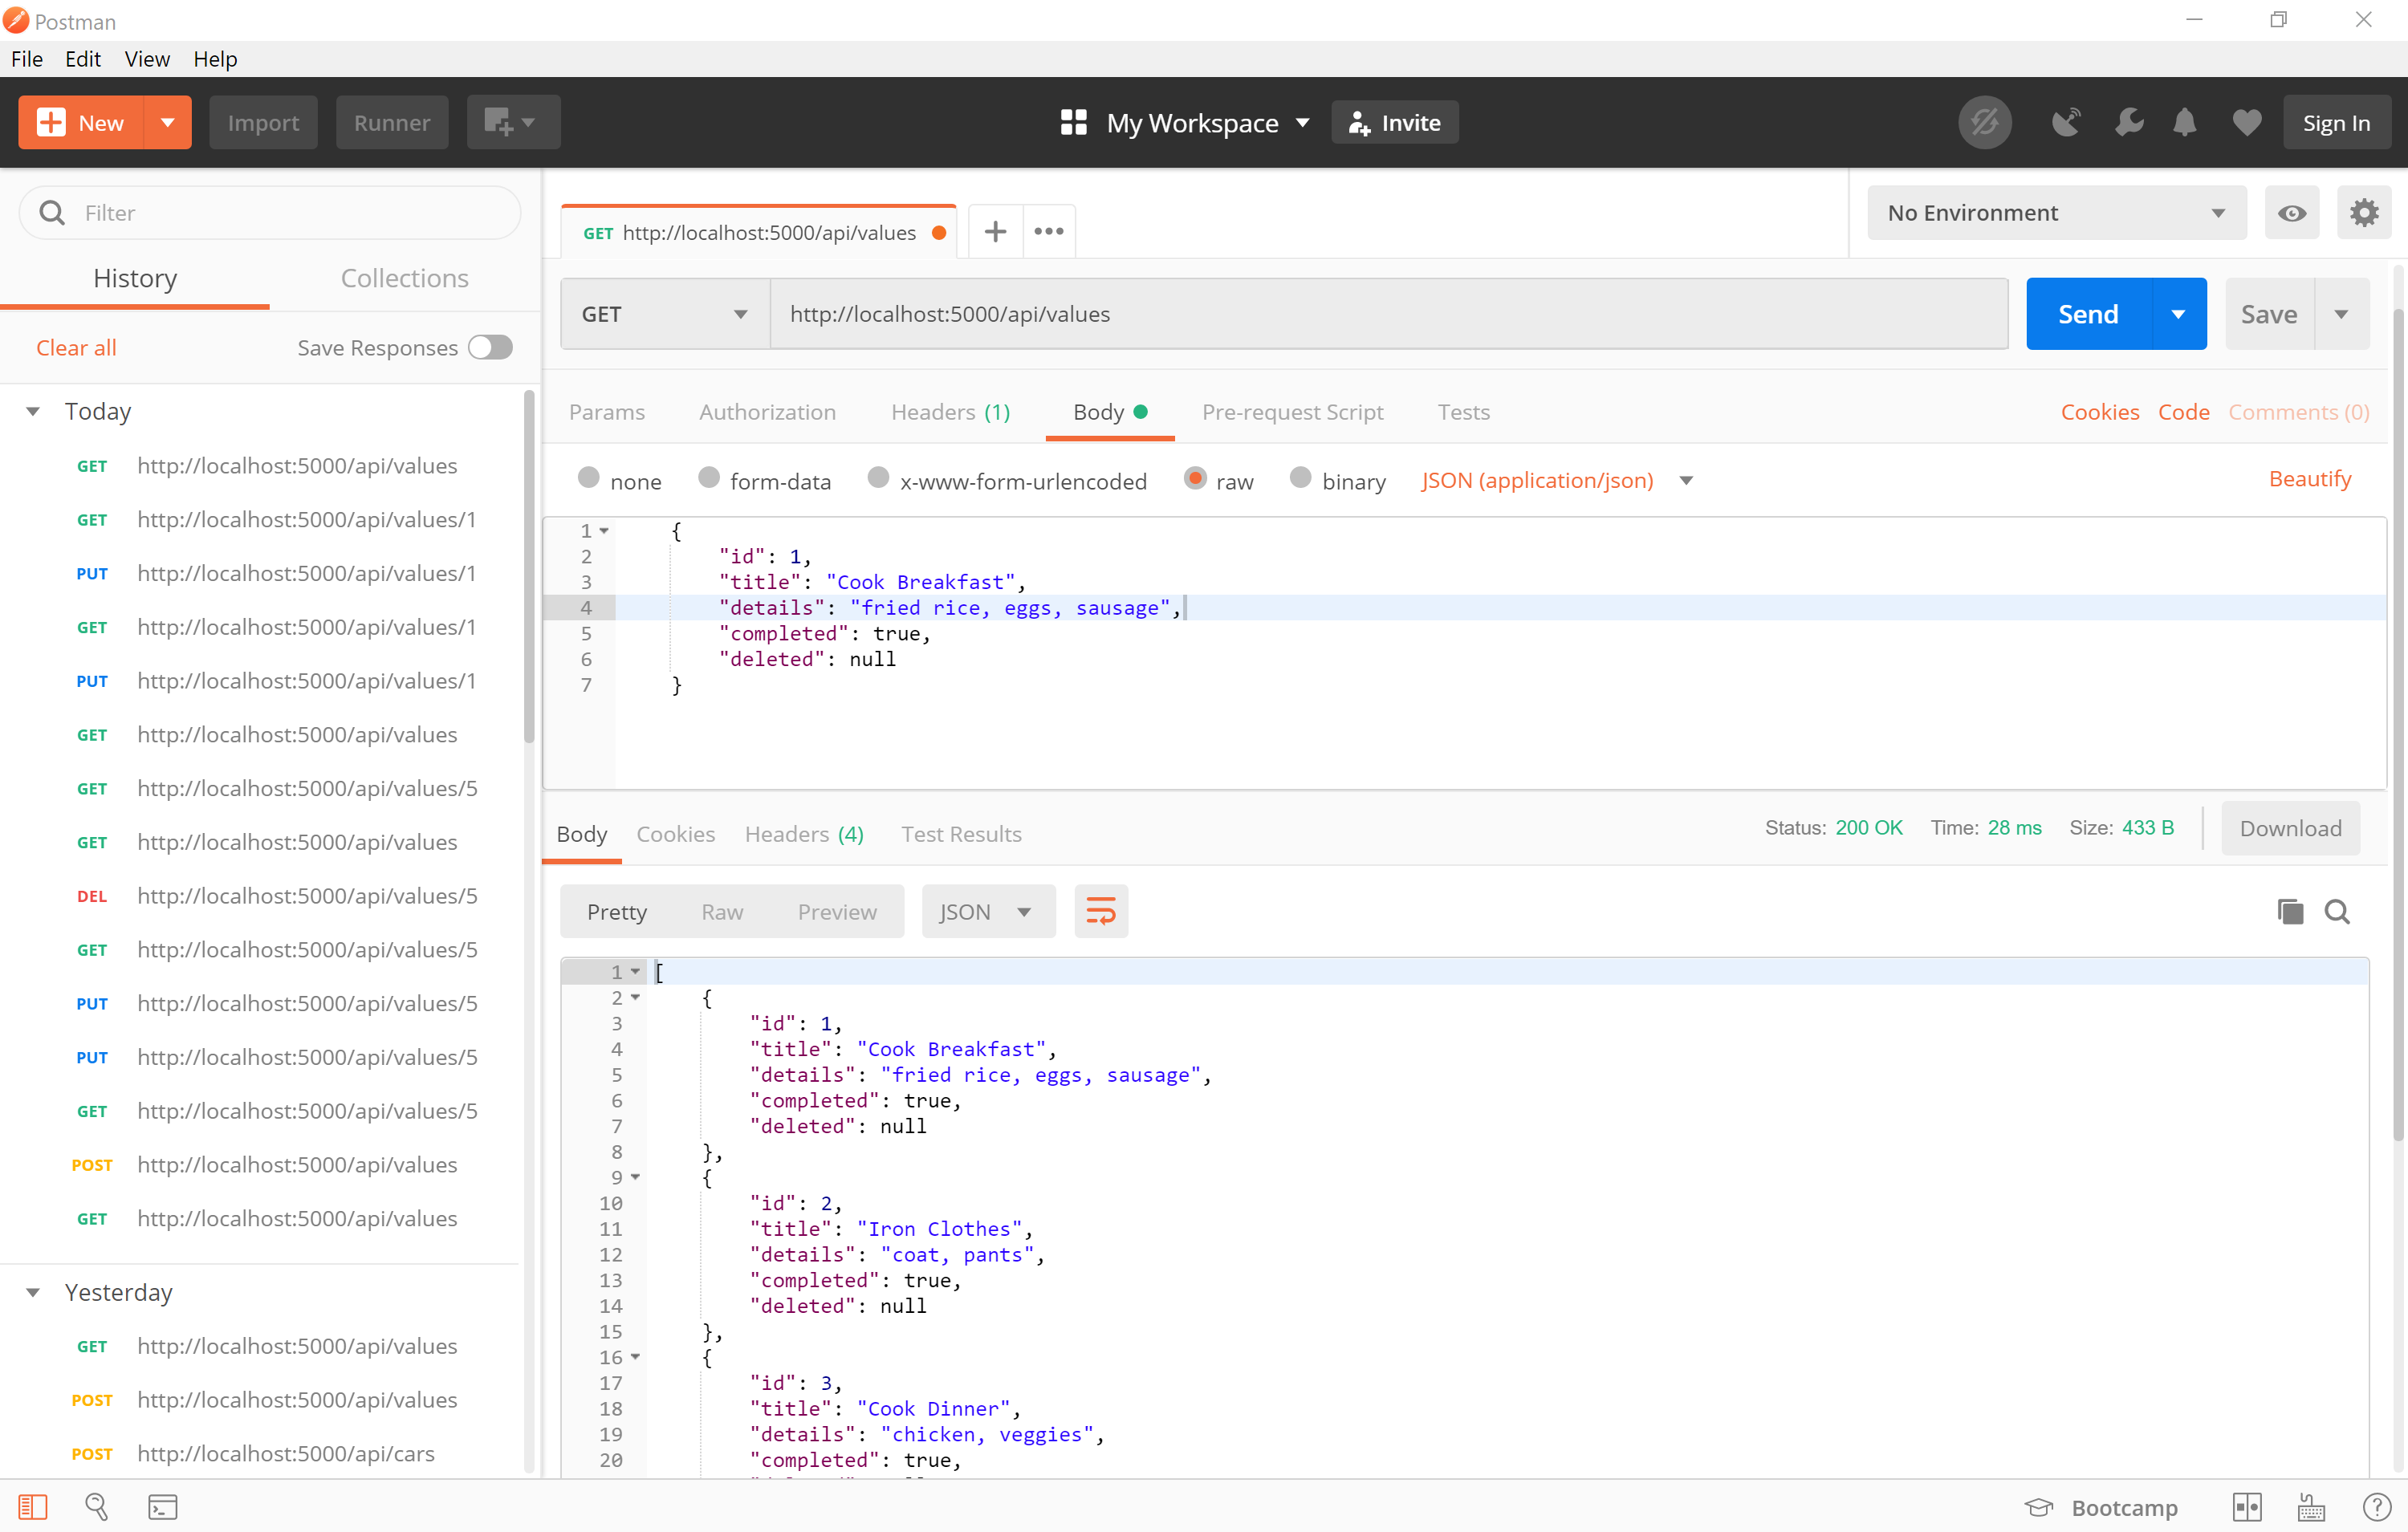 Postman
File Edit View Help
New Import Runner My Workspace Invite Sign In
Filter
History Collections
Clear all Save Responses
Today
GET http://localhost:5000/api/values
GET http://localhost:5000/api/values/1
PUT http://localhost:5000/api/values/1
GET http://localhost:5000/api/values/1
PUT http://localhost:5000/api/values/1
GET http://localhost:5000/api/values
GET http://localhost:5000/api/values/5
GET http://localhost:5000/api/values
DEL http://localhost:5000/api/values/5
GET http://localhost:5000/api/values/5
PUT http://localhost:5000/api/values/5
PUT http://localhost:5000/api/values/5
GET http://localhost:5000/api/values/5
POST http://localhost:5000/api/values
GET http://localhost:5000/api/values
Yesterday
GET http://localhost:5000/api/values
POST http://localhost:5000/api/values
POST http://localhost:5000/api/cars
GET http://localhost:5000/api/values
No Environment
GET http://localhost:5000/api/values Send Save
Params Authorization Headers (1) Body Pre-request Script Tests Cookies Code Comments (0)
none form-data x-www-form-urlencoded raw binary JSON (application/json) Beautify
1 {
2 "id": 1,
3 "title": "Cook Breakfast",
4 "details": "fried rice, eggs, sausage",
5 "completed": true,
6 "deleted": null
7 }
Body Cookies Headers (4) Test Results Status: 200 OK Time: 28 ms Size: 433 B Download
Pretty Raw Preview JSON
1 [
2 {
3 "id": 1,
4 "title": "Cook Breakfast",
5 "details": "fried rice, eggs, sausage",
6 "completed": true,
7 "deleted": null
8 },
9 {
10 "id": 2,
11 "title": "Iron Clothes",
12 "details": "coat, pants",
13 "completed": true,
14 "deleted": null
15 },
16 {
17 "id": 3,
18 "title": "Cook Dinner",
19 "details": "chicken, veggies",
20 "completed": true,
Bootcamp